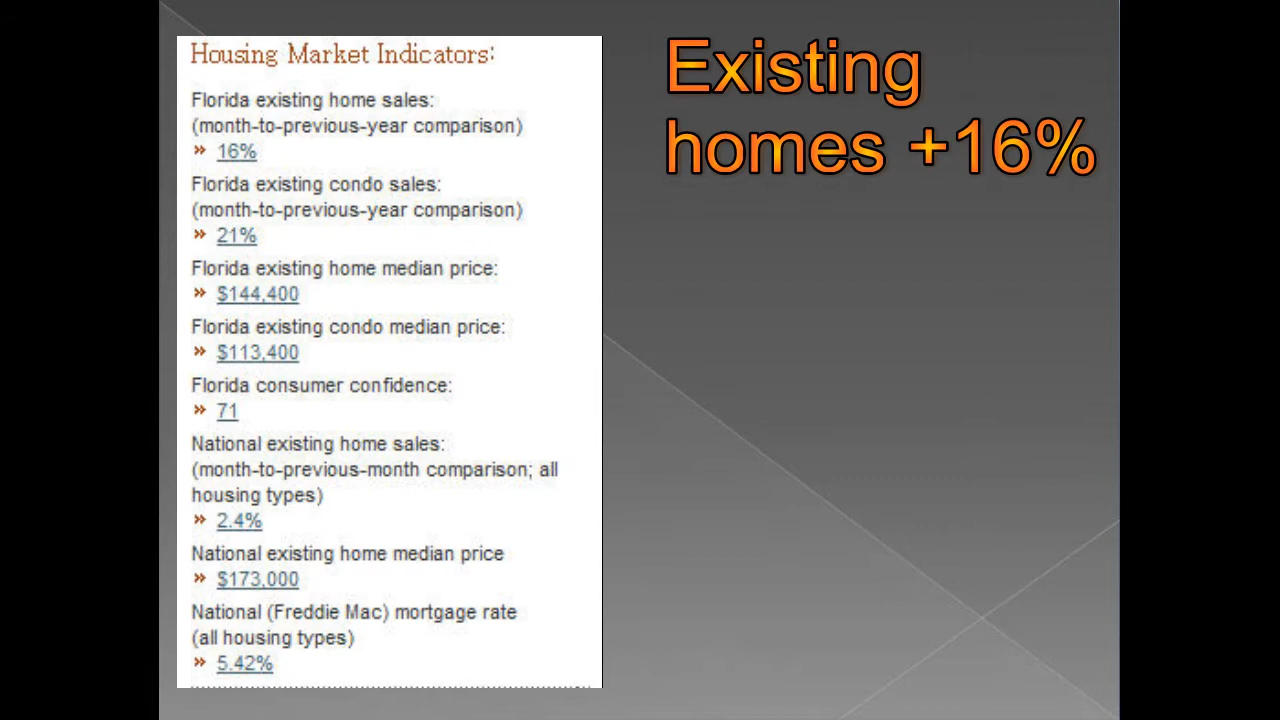 Housing Market Indicators:
Florida existing home sales:
(month-to-previous-year comparison)
» 16%
Florida existing condo sales:
(month-to-previous-year comparison)
» 21%
Florida existing home median price:
» $144,400
Florida existing condo median price:
» $113,400
Florida consumer confidence:
» 71
National existing home sales:
(month-to-previous-month comparison; all
housing types)
» 2.4%
National existing home median price
» $173,000
National (Freddie Mac) mortgage rate
(all housing types)
» 5.42%
Existing
homes +16%